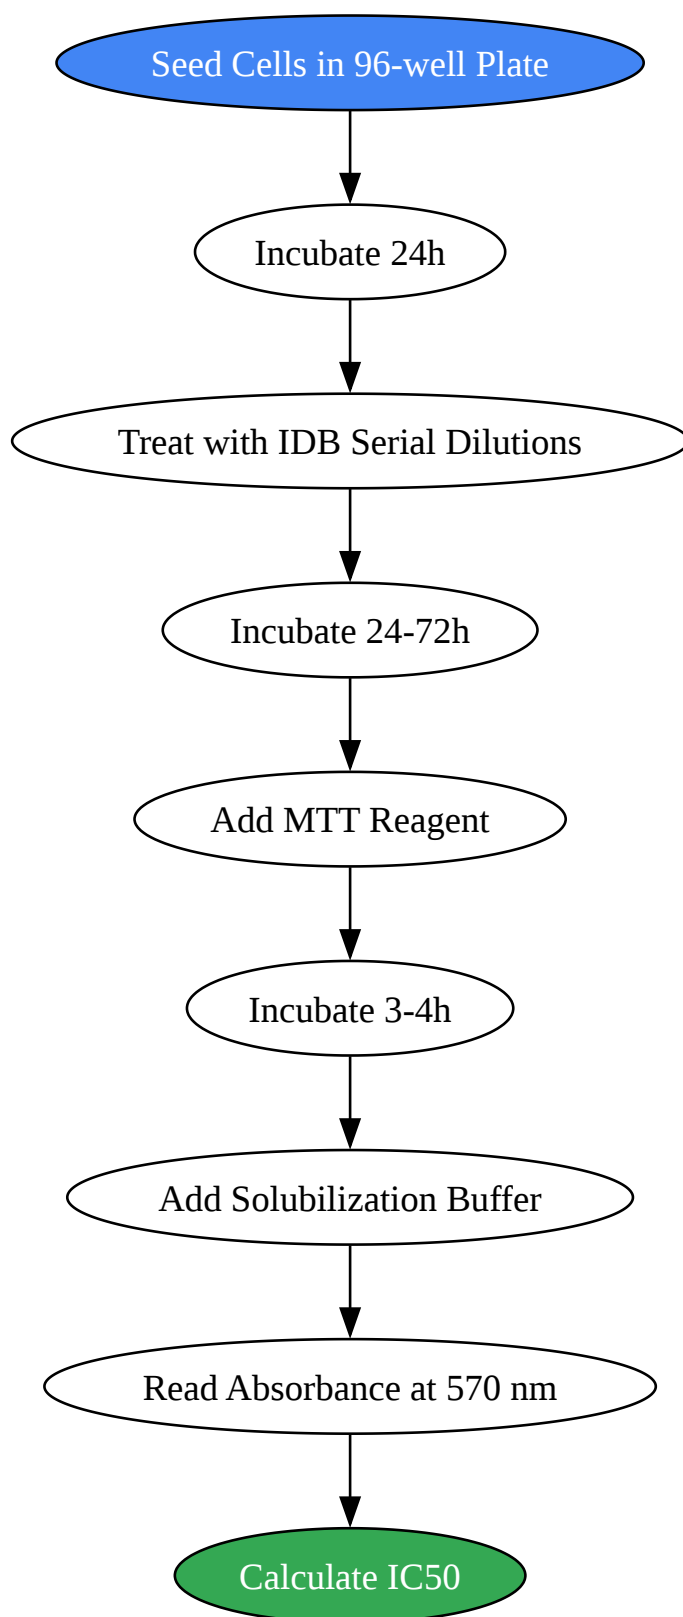 Seed Cells in 96-well Plate
Incubate 24h
Treat with IDB Serial Dilutions
Incubate 24-72h
Add MTT Reagent
Incubate 3-4h
Add Solubilization Buffer
Read Absorbance at 570 nm
Calculate IC50